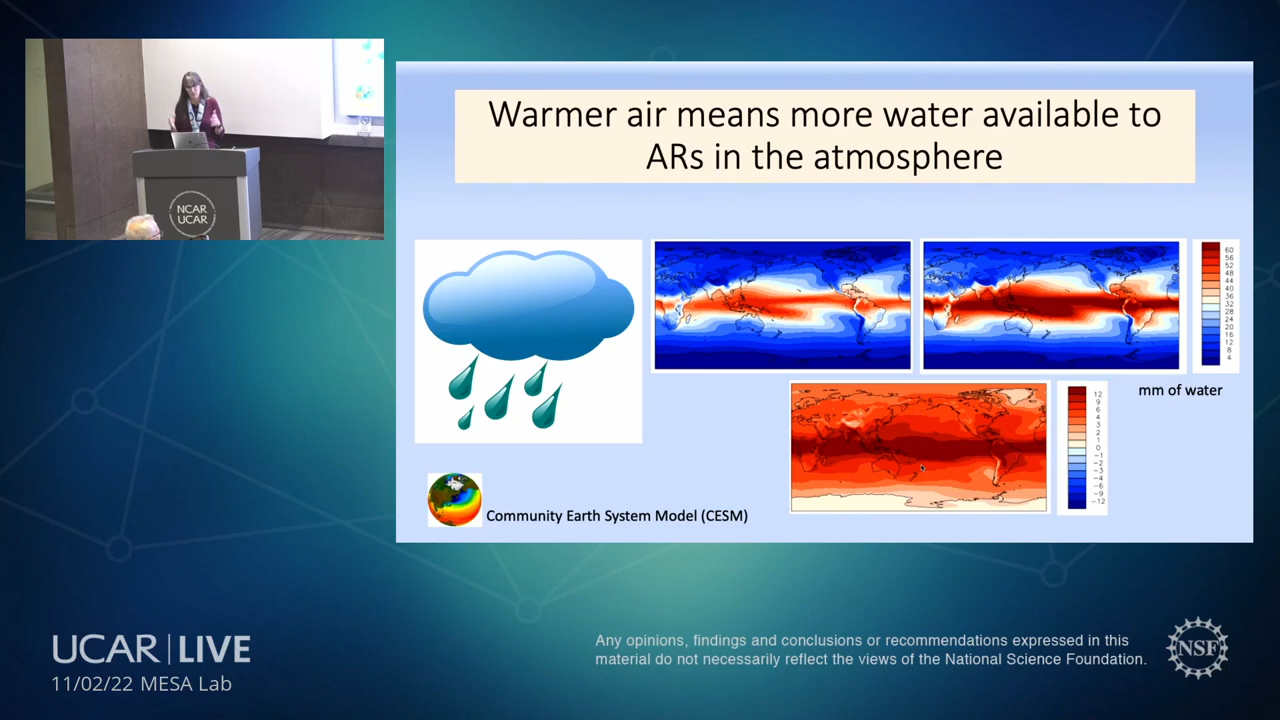 Warmer air means more water available to
ARs in the atmosphere
NCAR
UCAR
60
56
52
48
44
40
36
32
28
24
20
16
12
8
4
mm of water
12
9
6
4
3
2
1
0
-1
-2
-3
-4
-6
-9
-12
Community Earth System Model (CESM)
UCAR | LIVE
11/02/22 MESA Lab
Any opinions, findings and conclusions or recommendations expressed in this
material do not necessarily reflect the views of the National Science Foundation.
NSF